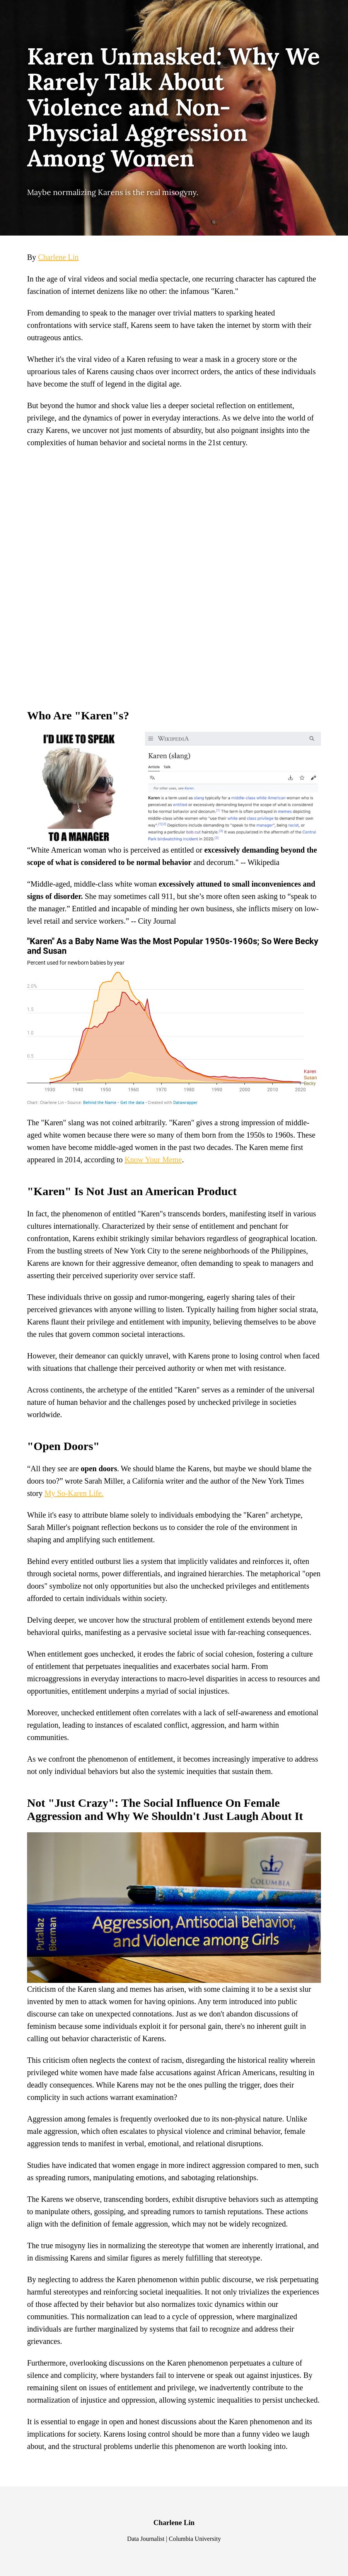 Karen Unmasked: Why We
Rarely Talk About
Violence and Non-
Physcial Aggression
Among Women
Maybe normalizing Karens is the real misogyny.
By Charlene Lin
In the age of viral videos and social media spectacle, one recurring character has captured the
fascination of internet denizens like no other: the infamous "Karen."
From demanding to speak to the manager over trivial matters to sparking heated
confrontations with service staff, Karens seem to have taken the internet by storm with their
outrageous antics.
Whether it's the viral video of a Karen refusing to wear a mask in a grocery store or the
uproarious tales of Karens causing chaos over incorrect orders, the antics of these individuals
have become the stuff of legend in the digital age.
But beyond the humor and shock value lies a deeper societal reflection on entitlement,
privilege, and the dynamics of power in everyday interactions. As we delve into the world of
crazy Karens, we uncover not just moments of absurdity, but also poignant insights into the
complexities of human behavior and societal norms in the 21st century.
Who Are "Karen"s?
I'D LIKE TO SPEAK
TO A MANAGER
WIKIPEDIA
Karen (slang)
Article Talk
For other uses, see Karen.
Karen is a term used as slang typically for a middle-class white American woman who is
perceived as entitled or excessively demanding beyond the scope of what is considered
to be normal behavior. The term is often portrayed in memes
depicting middle-class white women who "use their white and class privilege to demand their
own way". Depictions include demanding to "speak to the manager", being racist, or
wearing a particular bob cut hairstyle. It was popularized in the aftermath of the Central
Park birdwatching incident in 2020.
“White American woman who is perceived as entitled or excessively demanding beyond the
scope of what is considered to be normal behavior and decorum." -- Wikipedia
“Middle-aged, middle-class white woman excessively attuned to small inconveniences and
signs of disorder. She may sometimes call 911, but she’s more often seen asking to “speak to
the manager.” Entitled and incapable of minding her own business, she inflicts misery on low-
level retail and service workers.” -- City Journal
"Karen" As a Baby Name Was the Most Popular 1950s-1960s; So Were Becky
and Susan
Percent used for newborn babies by year
2.0%
1.5
1.0
0.5
Karen
Susan
Becky
1930 1940 1950 1960 1970 1980 1990 2000 2010 2020
Chart: Charlene Lin • Source: Behind the Name • Get the data • Created with Datawrapper
The "Karen" slang was not coined arbitrarily. "Karen" gives a strong impression of middle-
aged white women because there were so many of them born from the 1950s to 1960s. These
women have become middle-aged women in the past two decades. The Karen meme first
appeared in 2014, according to Know Your Meme.
"Karen" Is Not Just an American Product
In fact, the phenomenon of entitled "Karen"s transcends borders, manifesting itself in various
cultures internationally. Characterized by their sense of entitlement and penchant for
confrontation, Karens exhibit strikingly similar behaviors regardless of geographical location.
From the bustling streets of New York City to the serene neighborhoods of the Philippines,
Karens are known for their aggressive demeanor, often demanding to speak to managers and
asserting their perceived superiority over service staff.
These individuals thrive on gossip and rumor-mongering, eagerly sharing tales of their
perceived grievances with anyone willing to listen. Typically hailing from higher social strata,
Karens flaunt their privilege and entitlement with impunity, believing themselves to be above
the rules that govern common societal interactions.
However, their demeanor can quickly unravel, with Karens prone to losing control when faced
with situations that challenge their perceived authority or when met with resistance.
Across continents, the archetype of the entitled "Karen" serves as a reminder of the universal
nature of human behavior and the challenges posed by unchecked privilege in societies
worldwide.
"Open Doors"
“All they see are open doors. We should blame the Karens, but maybe we should blame the
doors too?” wrote Sarah Miller, a California writer and the author of the New York Times
story My So-Karen Life.
While it's easy to attribute blame solely to individuals embodying the "Karen" archetype,
Sarah Miller's poignant reflection beckons us to consider the role of the environment in
shaping and amplifying such entitlement.
Behind every entitled outburst lies a system that implicitly validates and reinforces it, often
through societal norms, power differentials, and ingrained hierarchies. The metaphorical "open
doors" symbolize not only opportunities but also the unchecked privileges and entitlements
afforded to certain individuals within society.
Delving deeper, we uncover how the structural problem of entitlement extends beyond mere
behavioral quirks, manifesting as a pervasive societal issue with far-reaching consequences.
When entitlement goes unchecked, it erodes the fabric of social cohesion, fostering a culture
of entitlement that perpetuates inequalities and exacerbates social harm. From
microaggressions in everyday interactions to macro-level disparities in access to resources and
opportunities, entitlement underpins a myriad of social injustices.
Moreover, unchecked entitlement often correlates with a lack of self-awareness and emotional
regulation, leading to instances of escalated conflict, aggression, and harm within
communities.
As we confront the phenomenon of entitlement, it becomes increasingly imperative to address
not only individual behaviors but also the systemic inequities that sustain them.
Not "Just Crazy": The Social Influence On Female
Aggression and Why We Shouldn't Just Laugh About It
COLUMBIA
Putallaz
Bierman
Aggression, Antisocial Behavior,
and Violence among Girls
Criticism of the Karen slang and memes has arisen, with some claiming it to be a sexist slur
invented by men to attack women for having opinions. Any term introduced into public
discourse can take on unexpected connotations. Just as we don't abandon discussions of
feminism because some individuals exploit it for personal gain, there's no inherent guilt in
calling out behavior characteristic of Karens.
This criticism often neglects the context of racism, disregarding the historical reality wherein
privileged white women have made false accusations against African Americans, resulting in
deadly consequences. While Karens may not be the ones pulling the trigger, does their
complicity in such actions warrant examination?
Aggression among females is frequently overlooked due to its non-physical nature. Unlike
male aggression, which often escalates to physical violence and criminal behavior, female
aggression tends to manifest in verbal, emotional, and relational disruptions.
Studies have indicated that women engage in more indirect aggression compared to men, such
as spreading rumors, manipulating emotions, and sabotaging relationships.
The Karens we observe, transcending borders, exhibit disruptive behaviors such as attempting
to manipulate others, gossiping, and spreading rumors to tarnish reputations. These actions
align with the definition of female aggression, which may not be widely recognized.
The true misogyny lies in normalizing the stereotype that women are inherently irrational, and
in dismissing Karens and similar figures as merely fulfilling that stereotype.
By neglecting to address the Karen phenomenon within public discourse, we risk perpetuating
harmful stereotypes and reinforcing societal inequalities. It not only trivializes the experiences
of those affected by their behavior but also normalizes toxic dynamics within our
communities. This normalization can lead to a cycle of oppression, where marginalized
individuals are further marginalized by systems that fail to recognize and address their
grievances.
Furthermore, overlooking discussions on the Karen phenomenon perpetuates a culture of
silence and complicity, where bystanders fail to intervene or speak out against injustices. By
remaining silent on issues of entitlement and privilege, we inadvertently contribute to the
normalization of injustice and oppression, allowing systemic inequalities to persist unchecked.
It is essential to engage in open and honest discussions about the Karen phenomenon and its
implications for society. Karens losing control should be more than a funny video we laugh
about, and the structural problems underlie this phenomenon are worth looking into.
Charlene Lin
Data Journalist | Columbia University